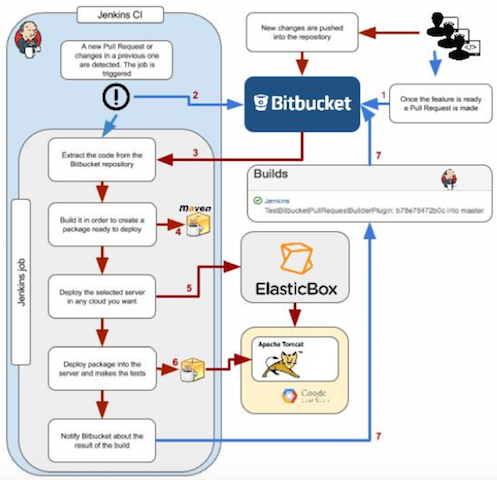 Jenkins CI
A new Pull Request or
changes in a previous one
are detected. The job is
triggered
New changes are pushed
into the repository
2
Bitbucket
1
Once the feature is ready
a Pull Request is made
3
7
Extract the code from the
Bitbucket repository
Builds
Jenkins
TestBitbucketPullRequestBuilderPlugin: b78e78472b0c into master
Maven
Build it in order to create a
package ready to deploy
4
Jenkins job
Deploy the selected server
in any cloud you want
5
ElasticBox
Apache Tomcat
Deploy package into the
server and makes the tests
6
Google
Notify Bitbucket about the
result of the build
7